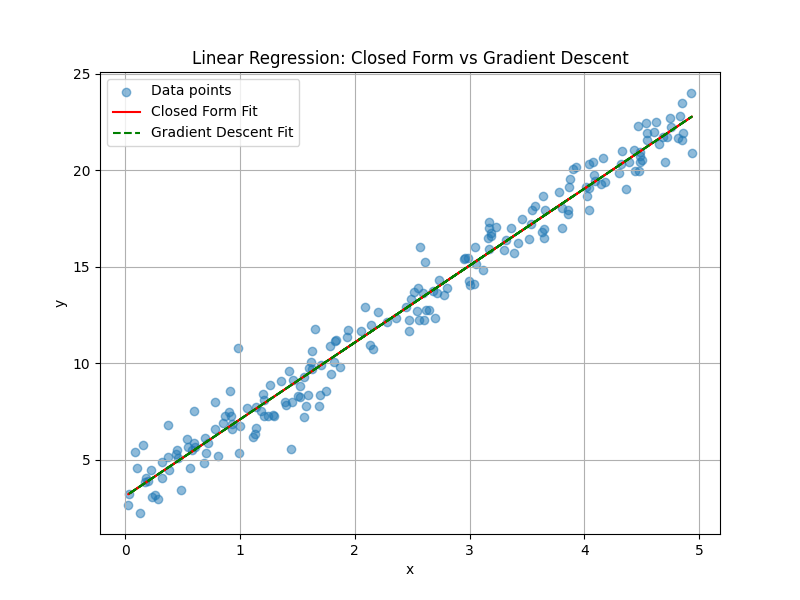 Linear Regression: Closed Form vs Gradient Descent
Data points
Closed Form Fit
Gradient Descent Fit
25
20
15
10
5
y
0 1 2 3 4 5
x